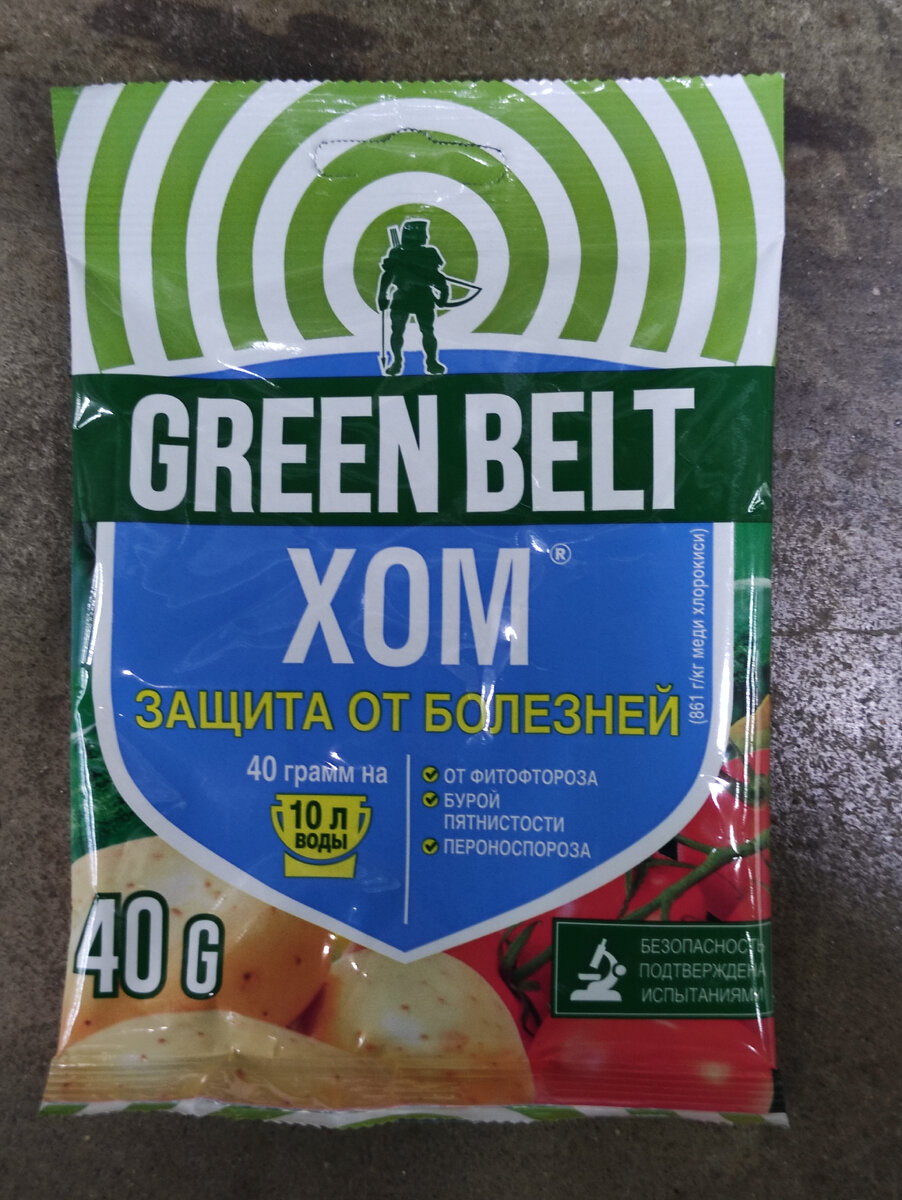 GREEN BELT
ХОМ®
(861 г/кг меди хлорокиси)
ЗАЩИТА ОТ БОЛЕЗНЕЙ
40 грамм на
10 л
ВОДЫ
ОТ ФИТОФТОРОЗА
БУРОЙ
ПЯТНИСТОСТИ
ПЕРОНОСПОРОЗА
40 G
БЕЗОПАСНОСТЬ
ПОДТВЕРЖДЕНА
ИСПЫТАНИЯМИ